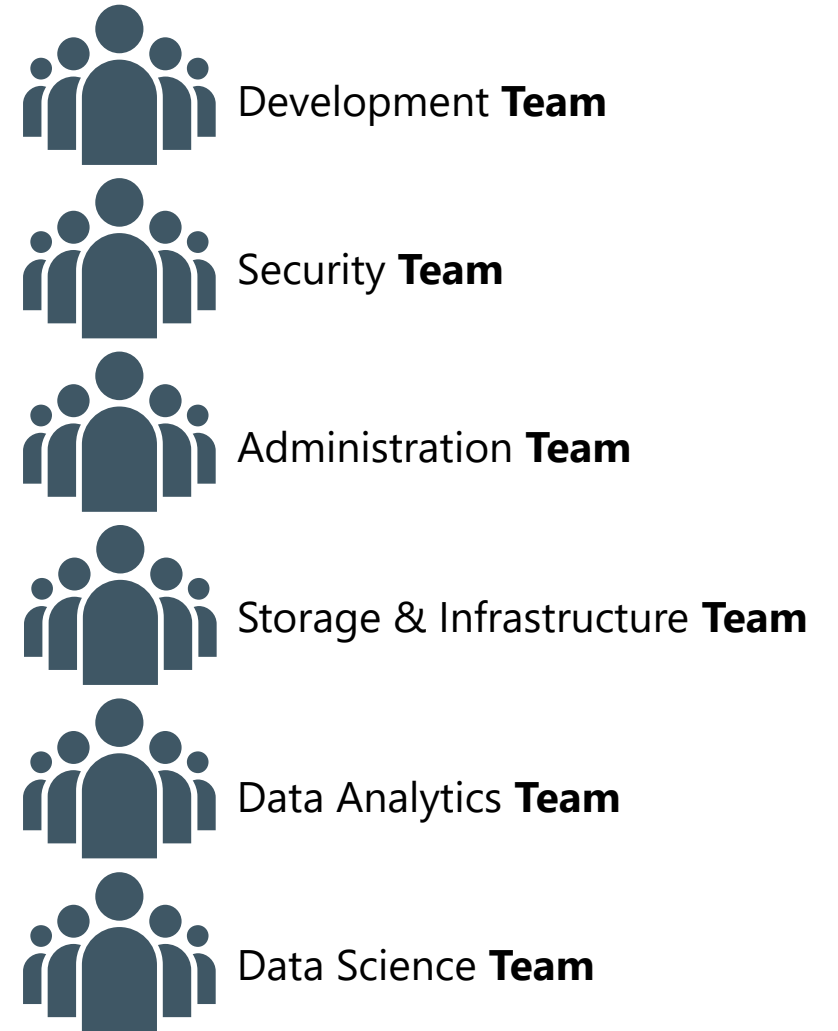 Development Team
Security Team
Administration Team
Storage & Infrastructure Team
Data Analytics Team
Data Science Team